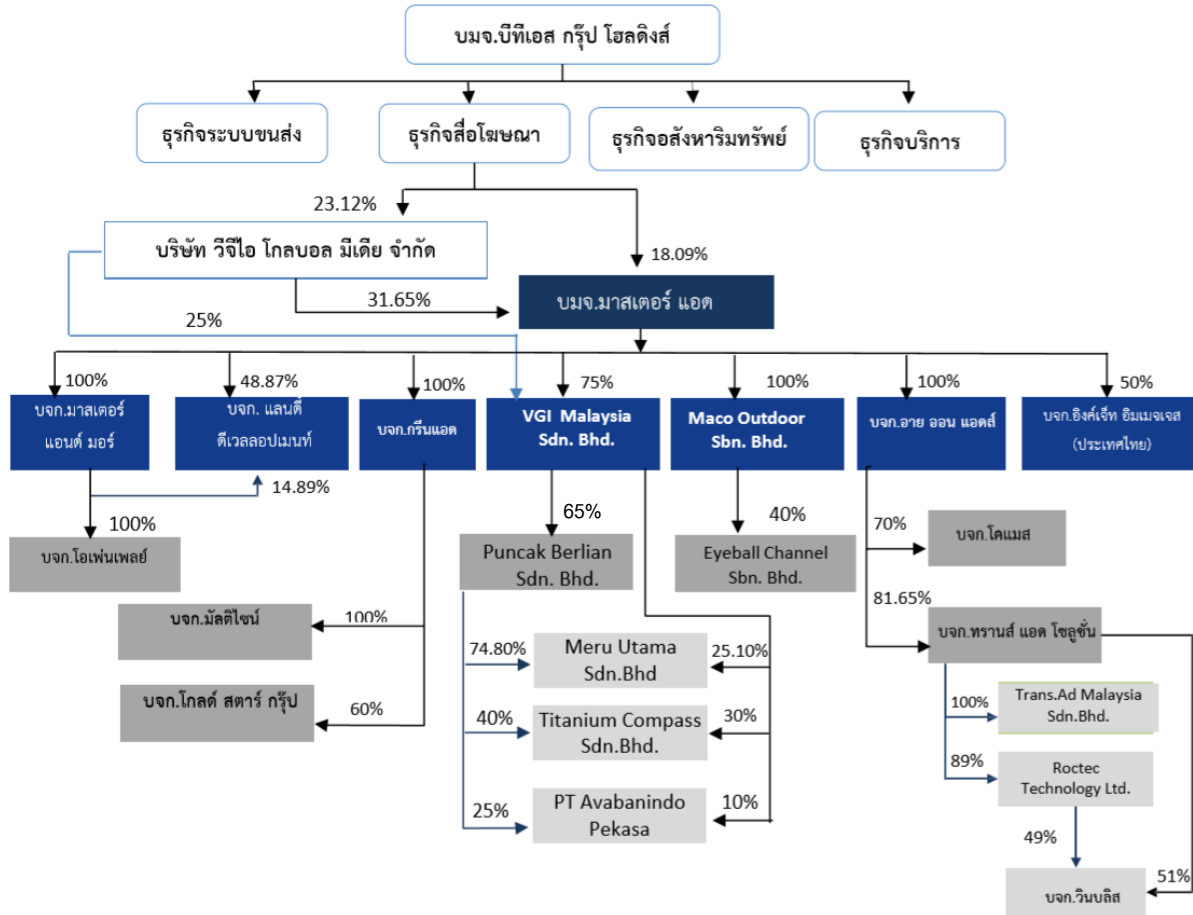 บมจ.บีทีเอส กรุ๊ป โฮลดิงส์
ธุรกิจระบบขนส่ง
ธุรกิจสื่อโฆษณา
ธุรกิจอสังหาริมทรัพย์
ธุรกิจบริการ
23.12%
บริษัท วีจีไอ โกลบอล มีเดีย จำกัด
18.09%
31.65%
บมจ.มาสเตอร์ แอด
25%
100%
48.87%
100%
75%
100%
100%
50%
บจก.มาสเตอร์
แอนด์ มอร์
บจก. แลนดี้
ดีเวลลอปเมนท์
บจก.กรีนแอด
VGI Malaysia
Sdn. Bhd.
Maco Outdoor
Sbn. Bhd.
บจก.อาย ออน แอดส์
บจก.อิงค์เจ็ท อิมเมจเจส
(ประเทศไทย)
14.89%
100%
65%
40%
70%
บจก.โอเพ่นเพลย์
Puncak Berlian
Sdn. Bhd.
Eyeball Channel
Sbn. Bhd.
บจก.โคแมส
81.65%
บจก.มัลติไซน์
100%
74.80%
Meru Utama
Sdn.Bhd
25.10%
บจก.ทรานส์ แอด โซลูชั่น
บจก.โกลด์ สตาร์ กรุ๊ป
60%
40%
Titanium Compass
Sdn.Bhd.
30%
100%
Trans.Ad Malaysia
Sdn.Bhd.
89%
Roctec
Technology Ltd.
25%
PT Avabanindo
Pekasa
10%
49%
51%
บจก.วินบลิส